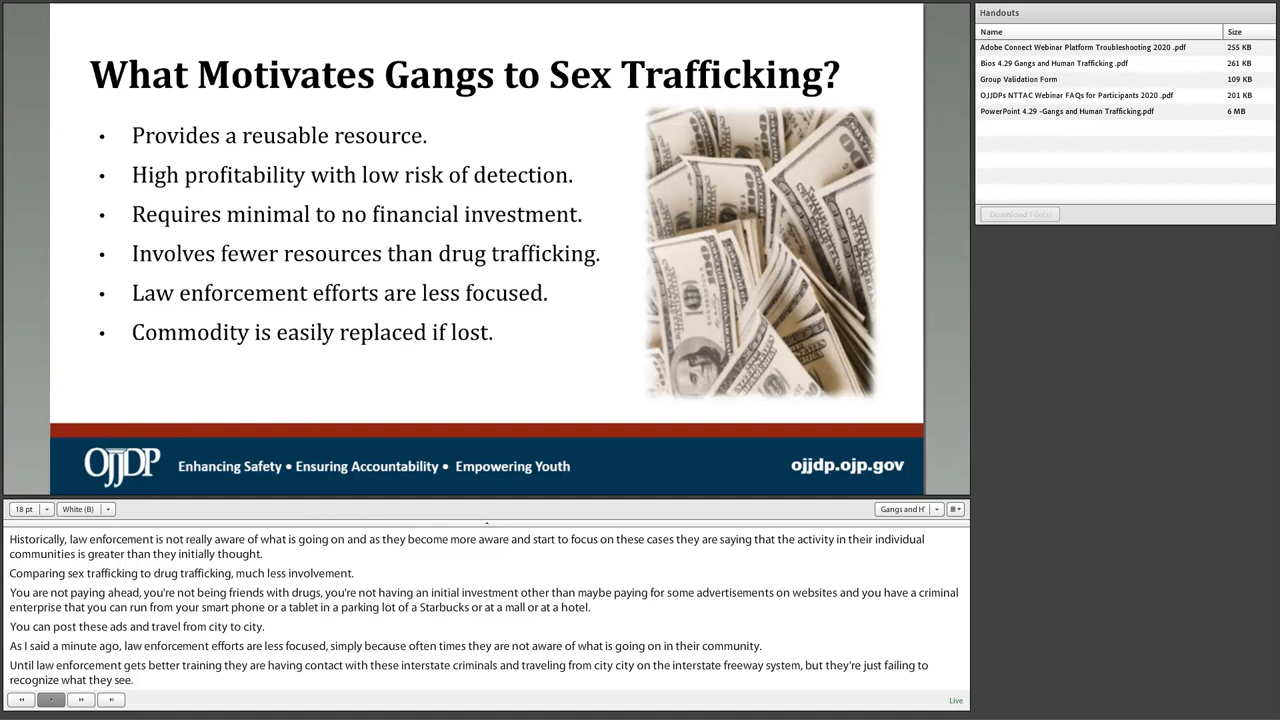 What Motivates Gangs to Sex Trafficking?
• Provides a reusable resource.
• High profitability with low risk of detection.
• Requires minimal to no financial investment.
• Involves fewer resources than drug trafficking.
• Law enforcement efforts are less focused.
• Commodity is easily replaced if lost.
100
OJJDP
Enhancing Safety • Ensuring Accountability • Empowering Youth
ojjdp.ojp.gov
Handouts
Name Size
Adobe Connect Webinar Platform Troubleshooting 2020 .pdf 255 KB
Bios 4.29 Gangs and Human Trafficking .pdf 261 KB
Group Validation Form 109 KB
OJJDPs NTTAC Webinar FAQs for Participants 2020 .pdf 201 KB
PowerPoint 4.29 -Gangs and Human Trafficking.pdf 6 MB
Download File(s)
18 pt White (B) Gangs and H'
Historically, law enforcement is not really aware of what is going on and as they become more aware and start to focus on these cases they are saying that the activity in their individual
communities is greater than they initially thought.
Comparing sex trafficking to drug trafficking, much less involvement.
You are not paying ahead, you're not being friends with drugs, you're not having an initial investment other than maybe paying for some advertisements on websites and you have a criminal
enterprise that you can run from your smart phone or a tablet in a parking lot of a Starbucks or at a mall or at a hotel.
You can post these ads and travel from city to city.
As I said a minute ago, law enforcement efforts are less focused, simply because often times they are not aware of what is going on in their community.
Until law enforcement gets better training they are having contact with these interstate criminals and traveling from city city on the interstate freeway system, but they're just failing to
recognize what they see.
Live